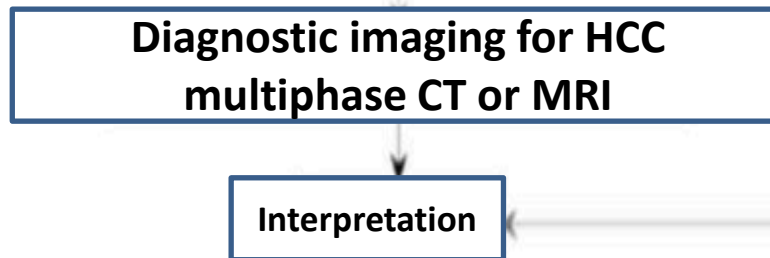 Diagnostic imaging for HCC
multiphase CT or MRI
Interpretation